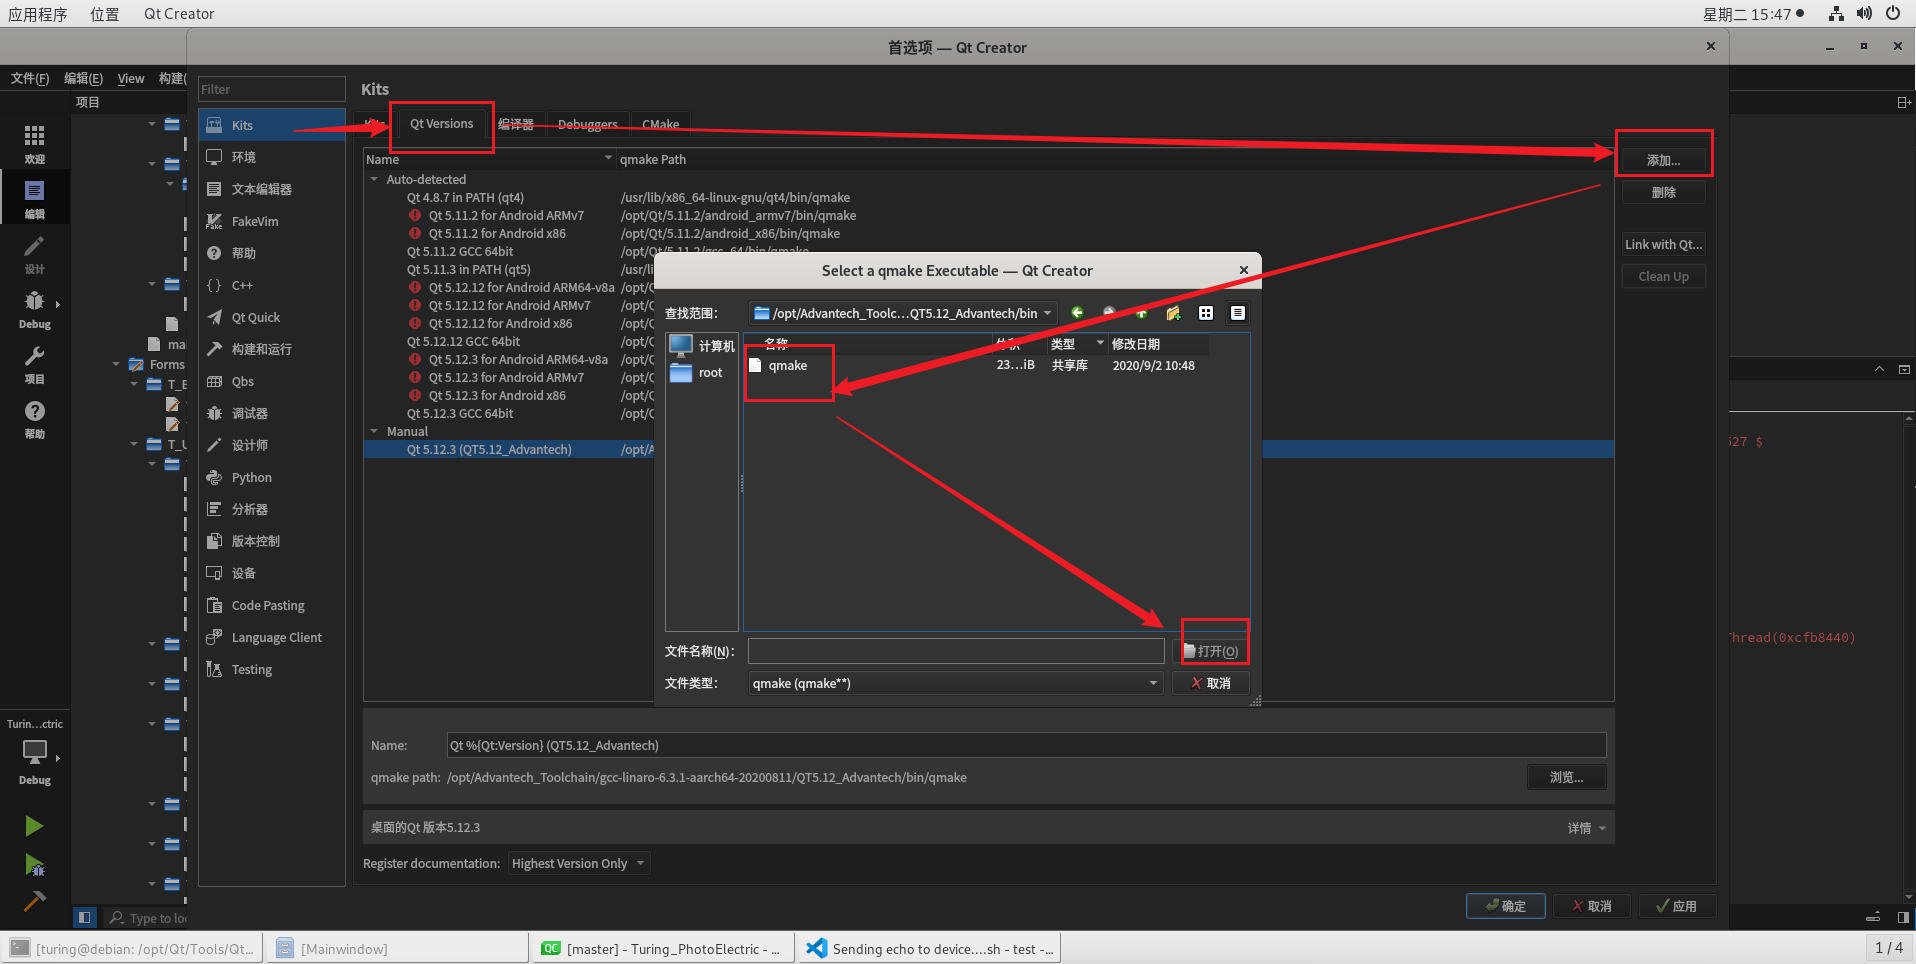 应用程序 位置 Qt Creator 星期二 15:47
首选项 — Qt Creator
文件(F) 编辑(E) View 构建(
项目
Filter
Kits
Kits
Qt Versions
编译器
Debuggers
CMake
Name qmake Path
Auto-detected
Qt 4.8.7 in PATH (qt4) /usr/lib/x86_64-linux-gnu/qt4/bin/qmake
Qt 5.11.2 for Android ARMv7 /opt/Qt/5.11.2/android_armv7/bin/qmake
Qt 5.11.2 for Android x86 /opt/Qt/5.11.2/android_x86/bin/qmake
Qt 5.11.2 GCC 64bit /opt/Qt/5.11.2/gcc_64/bin/qmake
Qt 5.11.3 in PATH (qt5) /usr/li
Qt 5.12.12 for Android ARM64-v8a /opt/
Qt 5.12.12 for Android ARMv7 /opt/
Qt 5.12.12 for Android x86 /opt/
Qt 5.12.12 GCC 64bit /opt/
Qt 5.12.3 for Android ARM64-v8a /opt/
Qt 5.12.3 for Android ARMv7 /opt/
Qt 5.12.3 for Android x86 /opt/
Qt 5.12.3 GCC 64bit /opt/
Manual
Qt 5.12.3 (QT5.12_Advantech) /opt/A
添加...
删除
Link with Qt...
Clean Up
Kits
环境
文本编辑器
FakeVim
帮助
C++
Qt Quick
构建和运行
Qbs
调试器
设计师
Python
分析器
版本控制
设备
Code Pasting
Language Client
Testing
欢迎
编辑
设计
Debug
项目
帮助
mai
Forms
T_E
T_U
Turin...ctric
Debug
Select a qmake Executable — Qt Creator
查找范围: /opt/Advantech_Toolc...QT5.12_Advantech/bin
计算机
root
名称 体积 类型 修改日期
qmake 23...iB 共享库 2020/9/2 10:48
文件名称(N): 打开(O)
文件类型: qmake (qmake**) 取消
527 $
Thread(0xcfb8440)
Name: Qt %{Qt:Version} (QT5.12_Advantech)
qmake path: /opt/Advantech_Toolchain/gcc-linaro-6.3.1-aarch64-20200811/QT5.12_Advantech/bin/qmake 浏览...
桌面的Qt 版本5.12.3 详情
Register documentation: Highest Version Only
确定 取消 应用
Type to loc
[turing@debian: /opt/Qt/Tools/Qt... [Mainwindow] QC [master] - Turing_PhotoElectric - ... Sending echo to device....sh - test -... 1 / 4